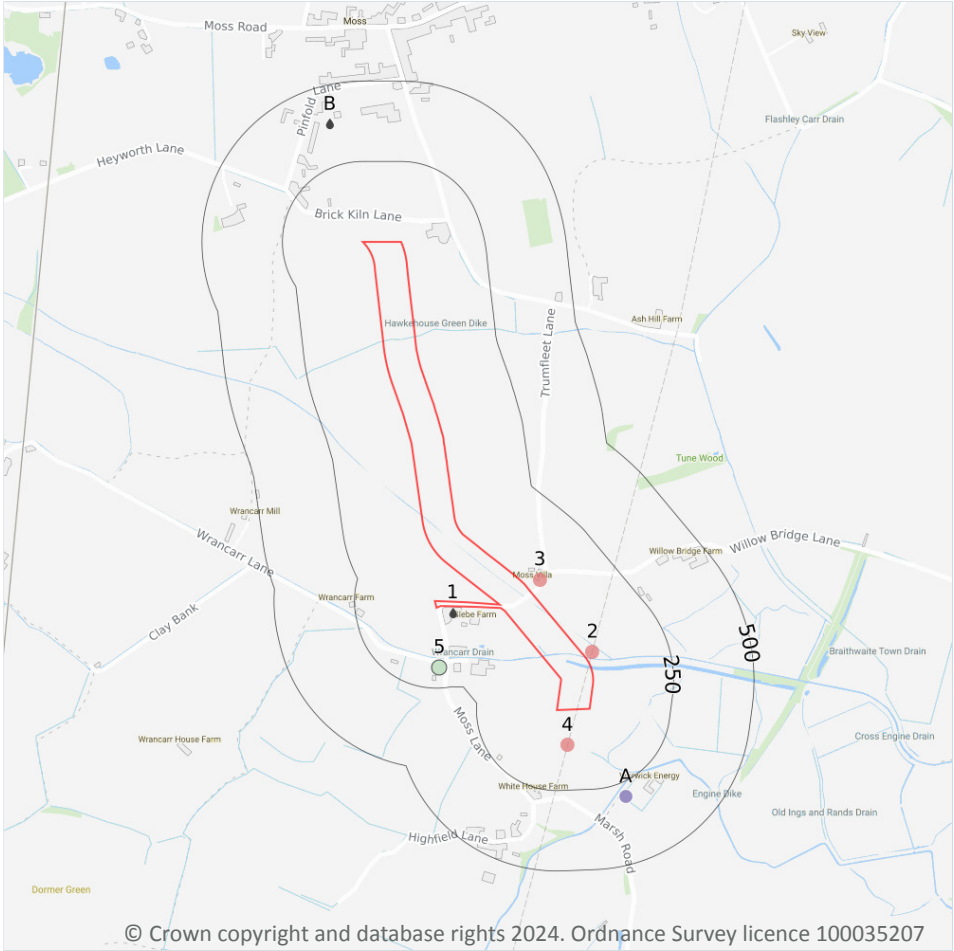 Moss Road
Moss
Sky View
Pinfold Lane
B
Flashley Carr Drain
Heyworth Lane
Brick Kiln Lane
Ash Hill Farm
Hawkehouse Green Dike
Trumfleet Lane
Tune Wood
Wrancarr Mill
Wrancarr Lane
Willow Bridge Lane
Willow Bridge Farm
3
Moss Villa
1
Glebe Farm
Wrancarr Farm
Clay Bank
2
5
Wrancarr Drain
500
250
Braithwaite Town Drain
Moss Lane
4
Wrancarr House Farm
Cross Engine Drain
A
Warwick Energy
White House Farm
Engine Dike
Old Ings and Rands Drain
Marsh Road
Highfield Lane
Dormer Green
© Crown copyright and database rights 2024. Ordnance Survey licence 100035207